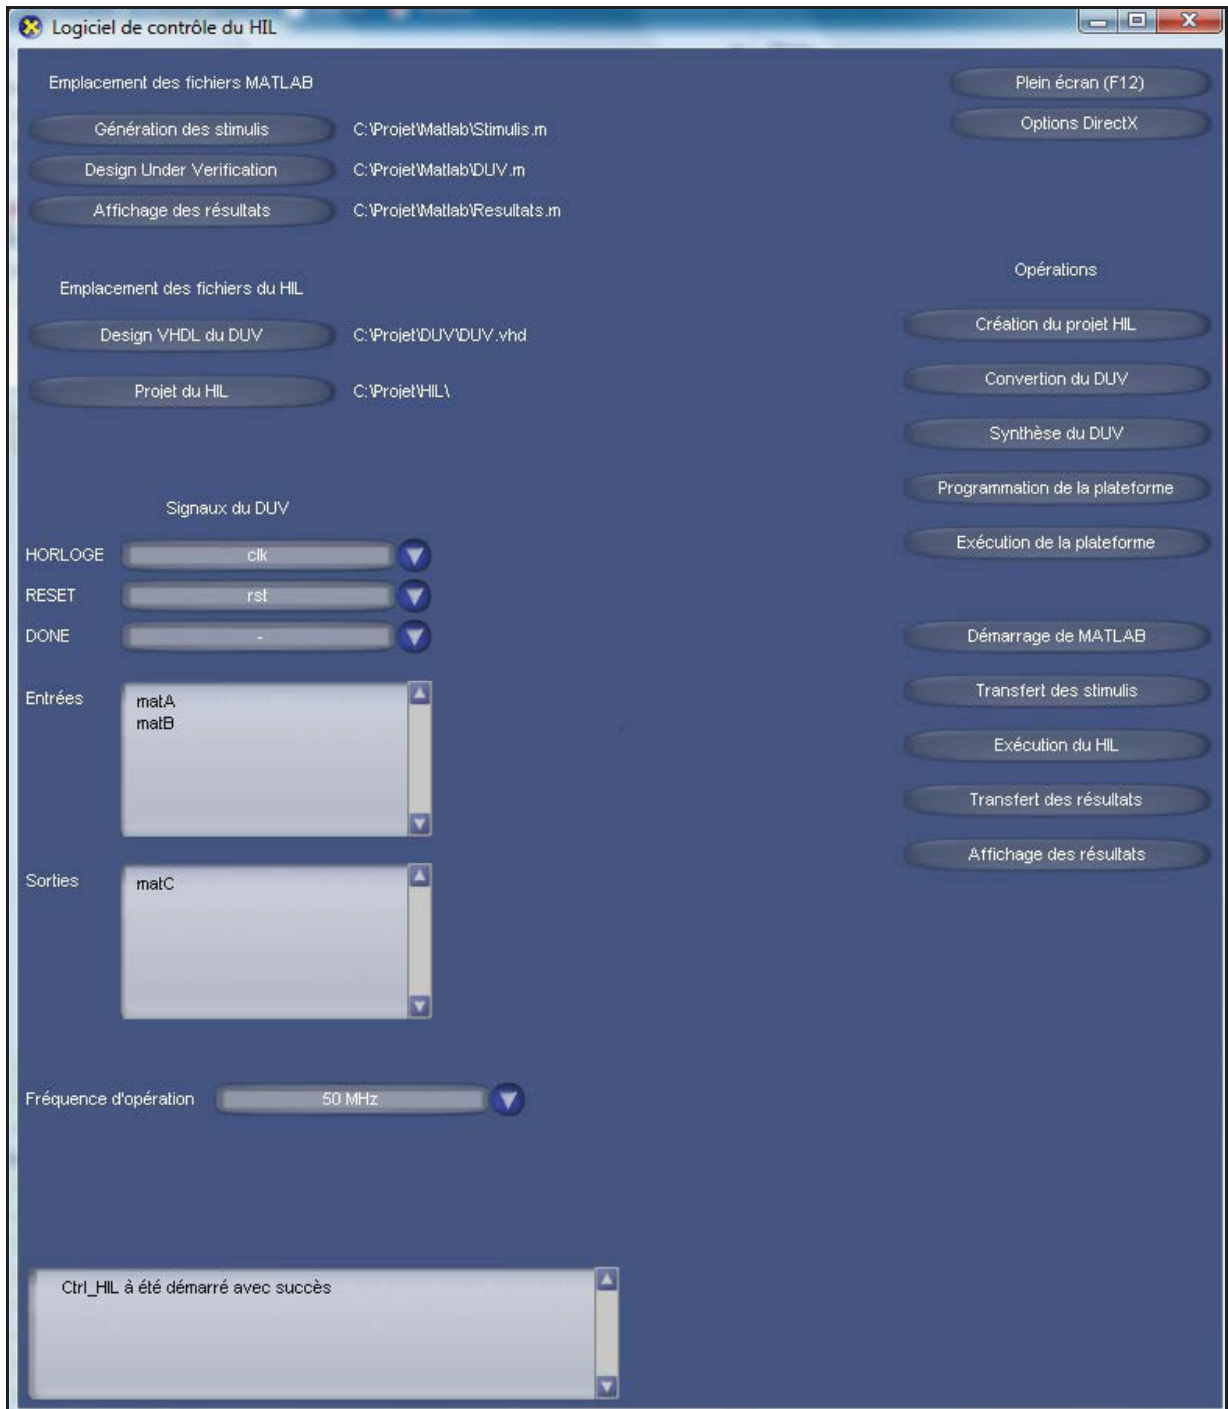 Logiciel de contrôle du HIL
Emplacement des fichiers MATLAB
Génération des stimulis C:\Projet\Matlab\Stimulis.m
Design Under Verification C:\Projet\Matlab\DUV.m
Affichage des résultats C:\Projet\Matlab\Resultats.m
Emplacement des fichiers du HIL
Design VHDL du DUV C:\Projet\DUV\DUV.vhd
Projet du HIL C:\Projet\HIL\
Signaux du DUV
HORLOGE clk
RESET rst
DONE -
Entrées
matA
matB
Sorties
matC
Fréquence d'opération 50 MHz
Ctrl_HIL à été démarré avec succès
Plein écran (F12)
Options DirectX
Opérations
Création du projet HIL
Convertion du DUV
Synthèse du DUV
Programmation de la plateforme
Exécution de la plateforme
Démarrage de MATLAB
Transfert des stimulis
Exécution du HIL
Transfert des résultats
Affichage des résultats